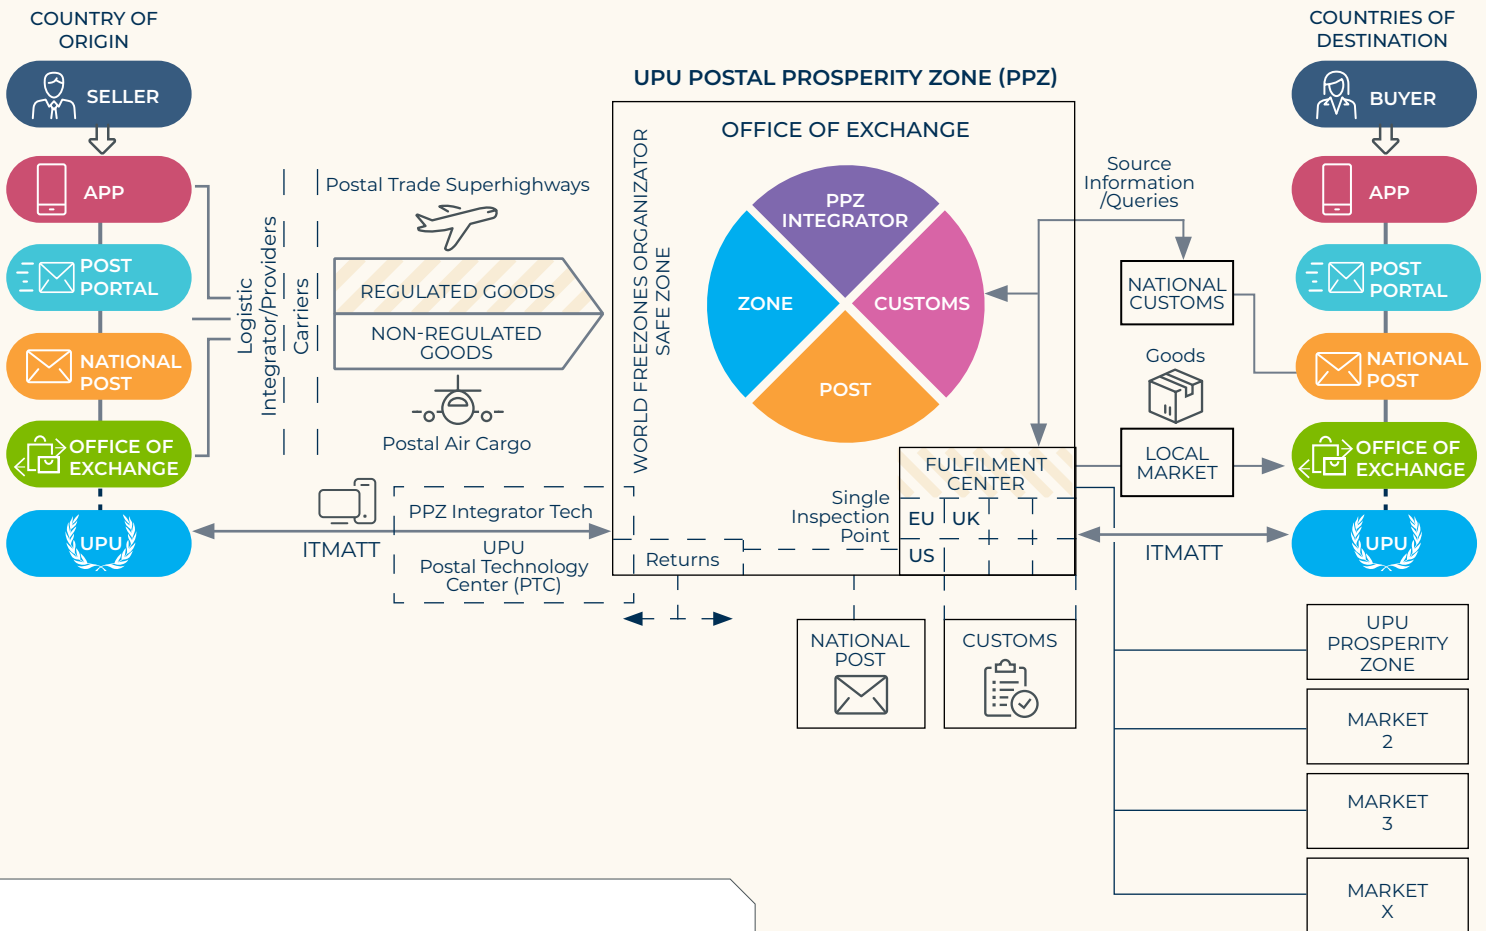 COUNTRY OF
ORIGIN
SELLER
APP
POST
PORTAL
NATIONAL
POST
OFFICE OF
EXCHANGE
UPU
Logistic
Integrator/Providers
Carriers
Postal Trade Superhighways
REGULATED GOODS
NON-REGULATED
GOODS
Postal Air Cargo
ITMATT
PPZ Integrator Tech
UPU
Postal Technology
Center (PTC)
UPU POSTAL PROSPERITY ZONE (PPZ)
WORLD FREEZONES ORGANIZATOR
SAFE ZONE
OFFICE OF EXCHANGE
PPZ
INTEGRATOR
ZONE
CUSTOMS
POST
FULFILMENT
CENTER
Single
Inspection
Point
EU
UK
US
Returns
NATIONAL
POST
CUSTOMS
Source
Information
/Queries
NATIONAL
CUSTOMS
Goods
LOCAL
MARKET
ITMATT
COUNTRIES OF
DESTINATION
BUYER
APP
POST
PORTAL
NATIONAL
POST
OFFICE OF
EXCHANGE
UPU
UPU
PROSPERITY
ZONE
MARKET
2
MARKET
3
MARKET
X